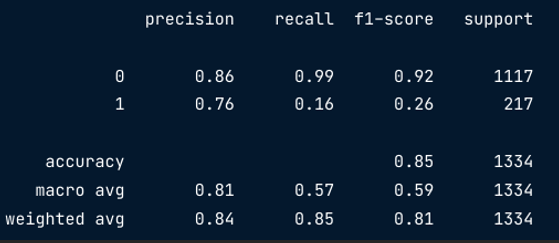 precision recall f1-score support
0 0.86 0.99 0.92 1117
1 0.76 0.16 0.26 217
accuracy 0.85 1334
macro avg 0.81 0.57 0.59 1334
weighted avg 0.84 0.85 0.81 1334